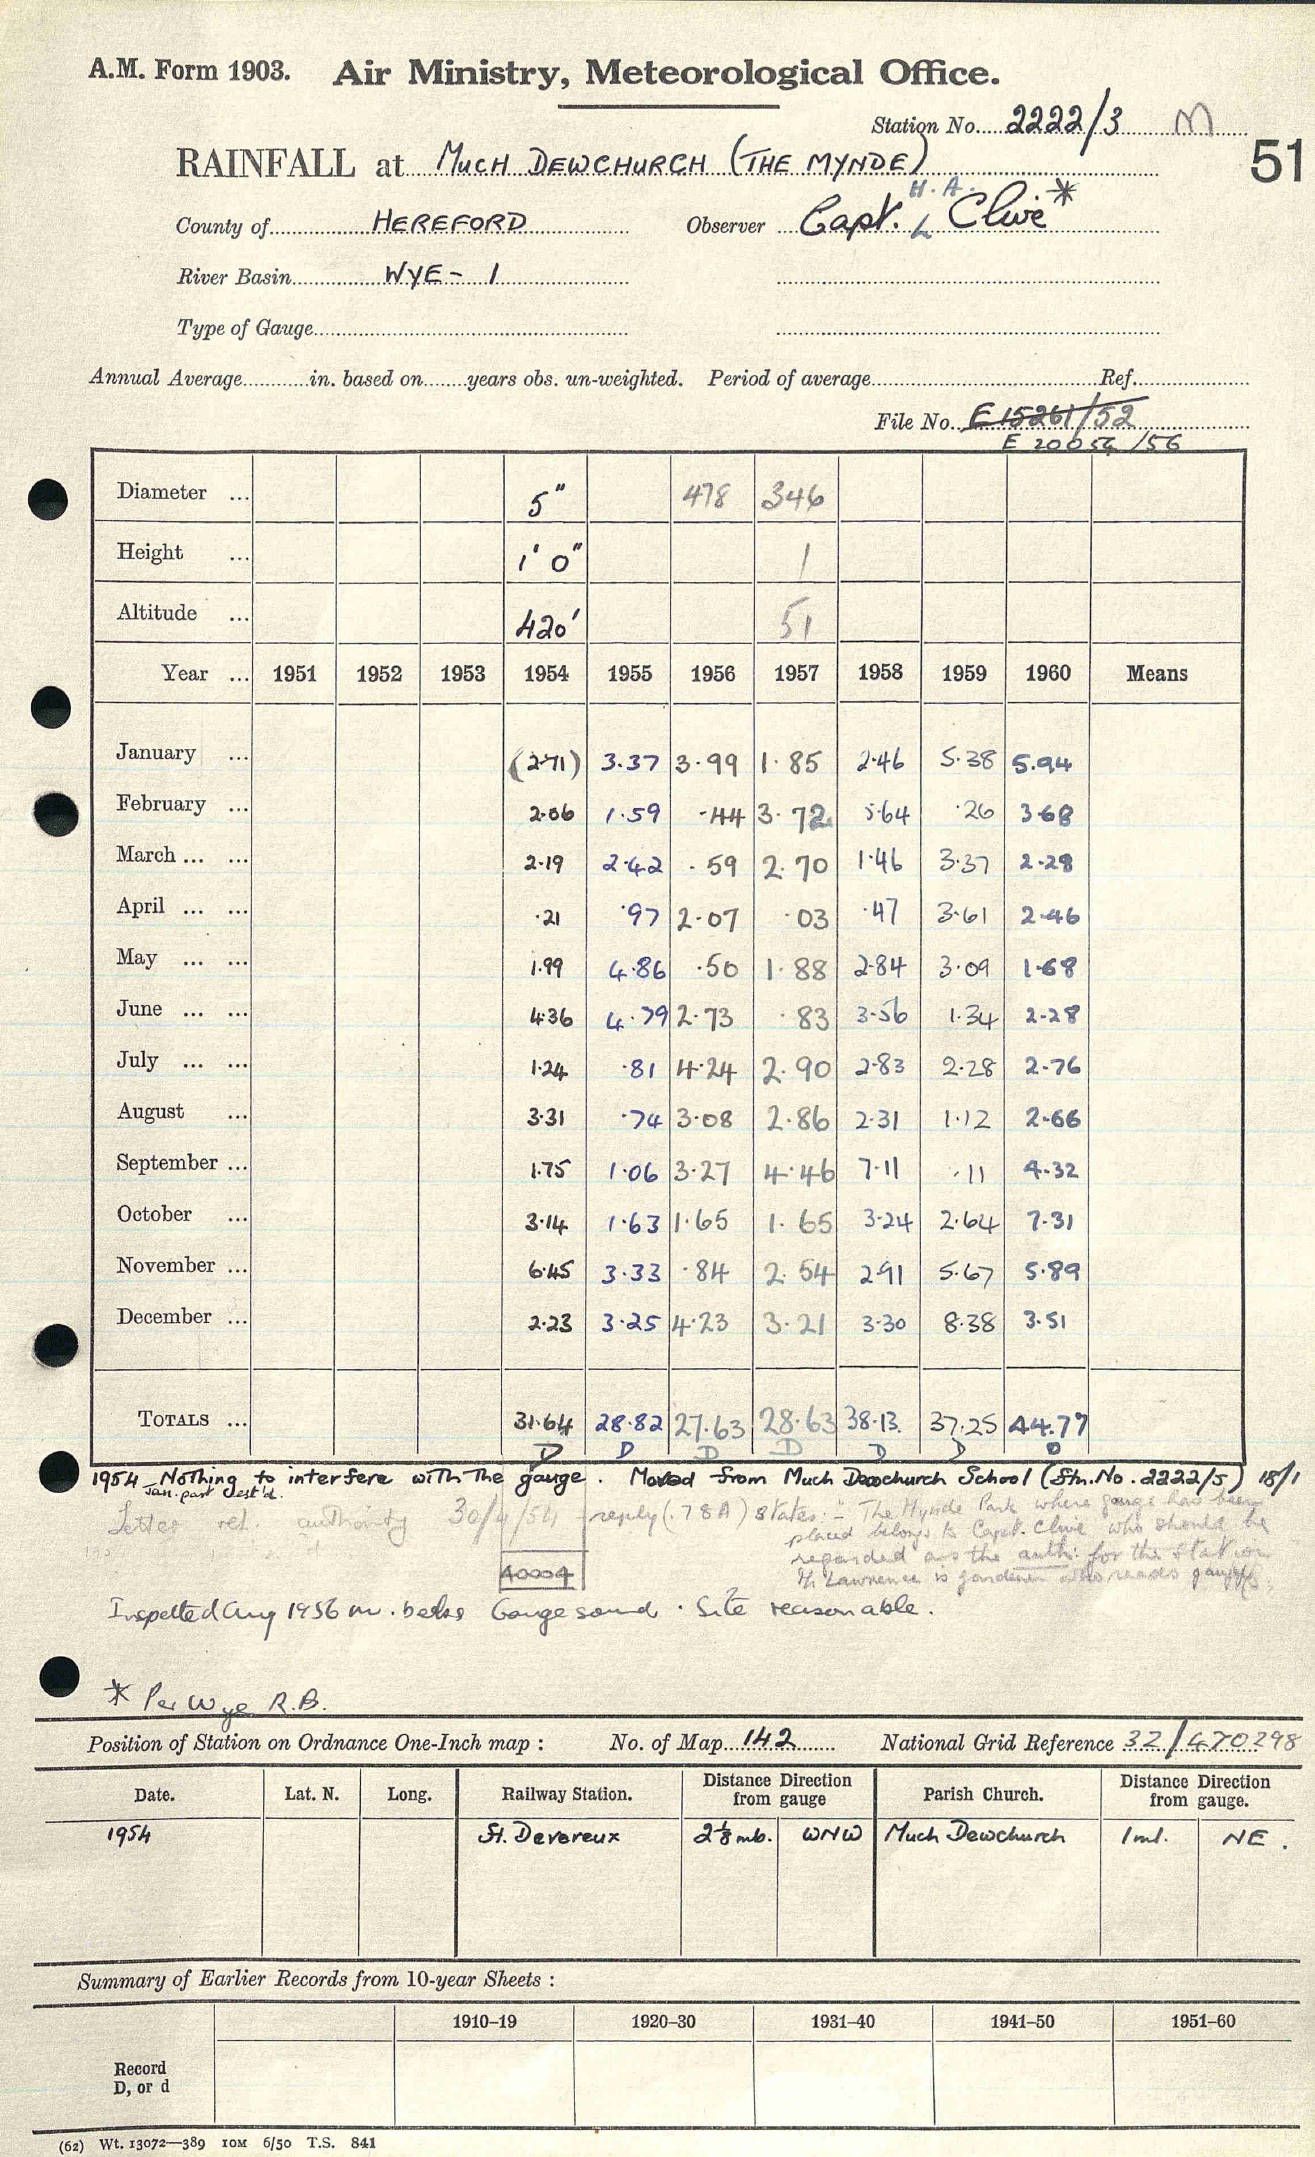 A.M. Form 1903. Air Ministry, Meteorological Office.
Station No. 2222/3 M
51
RAINFALL at MUCH DEWCHURCH (THE MYNDE)
H. A.
County of HEREFORD Observer Capt. Clive *
River Basin WYE - 1
Type of Gauge
Annual Average in. based on years obs. un-weighted. Period of average Ref.
File No. E 15261/52
E 20054/56
Diameter ... 5" 478 346
Height ... 1' 0" 1
Altitude ... 420' 51
Year ... 1951 1952 1953 1954 1955 1956 1957 1958 1959 1960 Means
January ... (2.71) 3.37 3.99 1.85 2.46 5.38 5.94
February ... 2.06 1.59 .44 3.72 5.64 .26 3.68
March ... ... 2.19 2.42 .59 2.70 1.46 3.37 2.28
April ... ... .21 .97 2.07 .03 .47 3.61 2.46
May ... ... 1.99 4.86 .50 1.88 2.84 3.09 1.68
June ... ... 4.36 4.79 2.73 .83 3.56 1.34 2.28
July ... ... 1.24 .81 4.24 2.90 2.83 2.28 2.76
August ... 3.31 .74 3.08 2.86 2.31 1.12 2.66
September ... 1.75 1.06 3.27 4.46 7.11 .11 4.32
October ... 3.14 1.63 1.65 1.65 3.24 2.64 7.31
November ... 6.45 3.33 .84 2.54 2.91 5.67 5.89
December ... 2.23 3.25 4.23 3.21 3.30 8.38 3.51
TOTALS ... 31.64 28.82 27.63 28.63 38.13 37.25 44.77
D D D D D D D
1954 Nothing to interfere with the gauge. Moved from Much Dewchurch School (Stn. No. 2222/5) 18/1
Jan. part est'd.
Letter ref. authority 30/4/54 - reply (.78A) states: - The Mynde Park where gauge has been
placed belongs to Capt. Clive who should be
regarded as the auth: for the station
Lawrence is gardener who reads gauge.
A0004
Inspected Aug 1956 Gauge sound. Site reasonable.
* Per Wye R.B.
Position of Station on Ordnance One-Inch map : No. of Map 142 National Grid Reference 32/470298
Date. Lat. N. Long. Railway Station. Distance Direction from gauge Parish Church. Distance Direction from gauge.
1954 St. Devereux 2⅛ mls. WNW Much Dewchurch 1 ml. NE.
Summary of Earlier Records from 10-year Sheets :
1910–19 1920–30 1931–40 1941–50 1951–60
Record
D, or d
(62) Wt. 13072—389 10M 6/50 T.S. 841